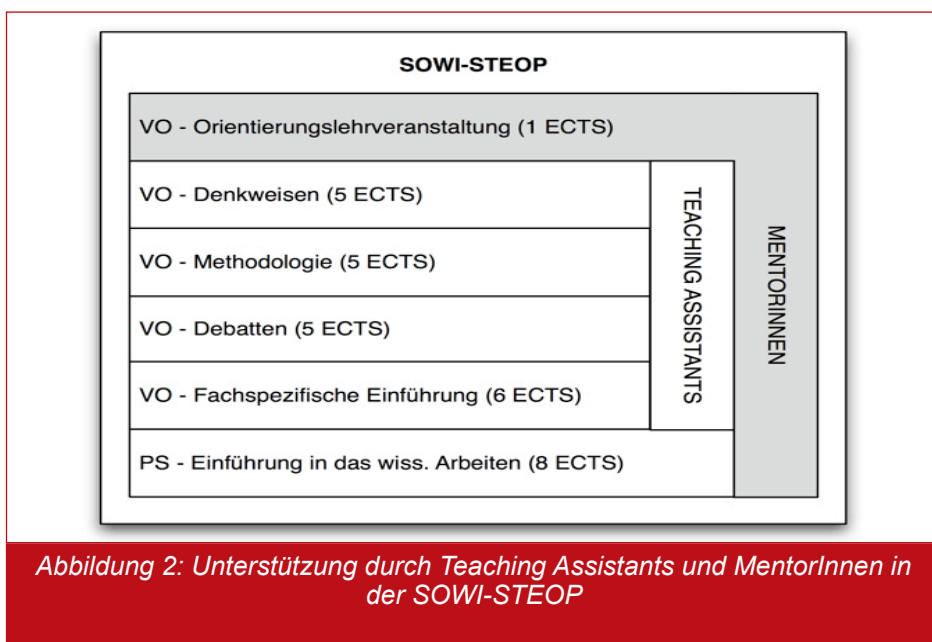 SOWI-STEOP
VO - Orientierungslehrveranstaltung (1 ECTS)
VO - Denkweisen (5 ECTS)
VO - Methodologie (5 ECTS)
VO - Debatten (5 ECTS)
VO - Fachspezifische Einführung (6 ECTS)
PS - Einführung in das wiss. Arbeiten (8 ECTS)
TEACHING ASSISTANTS
MENTORINNEN
Abbildung 2: Unterstützung durch Teaching Assistants und MentorInnen in
der SOWI-STEOP